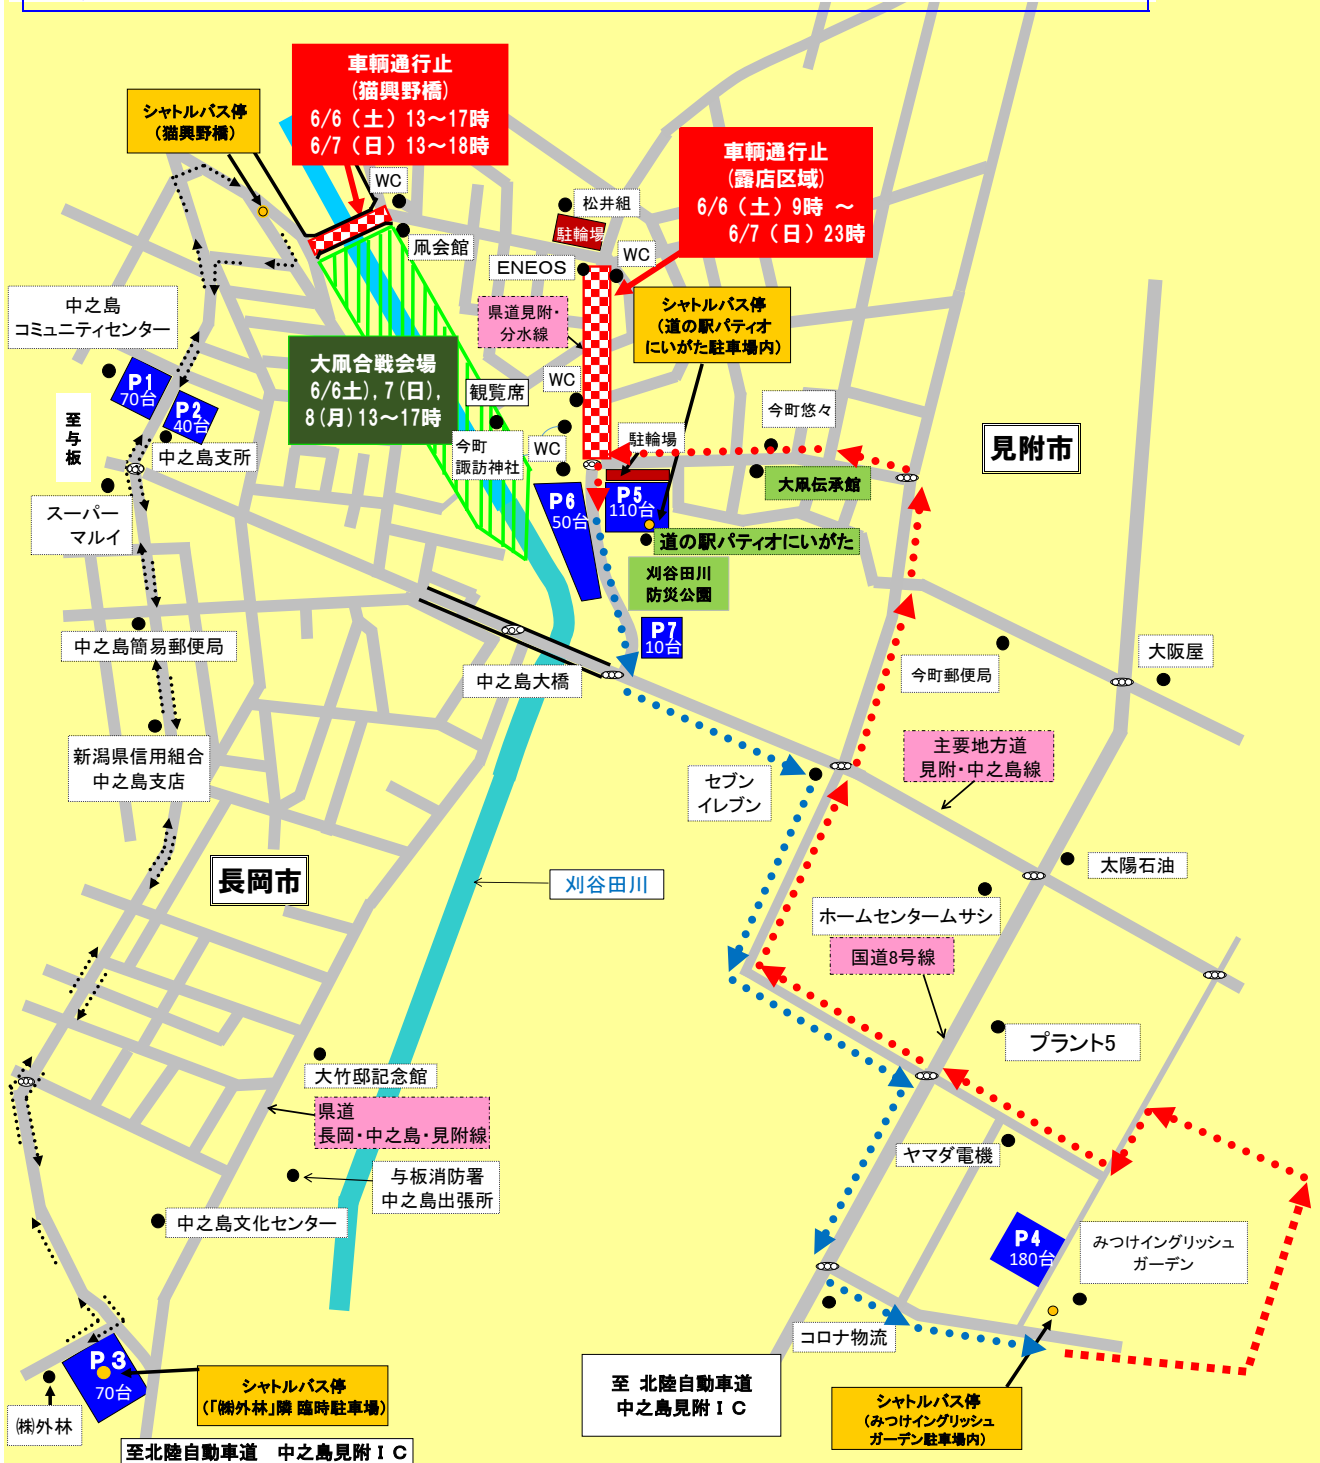 車輌通行止
(猫興野橋)
6/6（土）13～17時
6/7（日）13～18時
シャトルバス停
（猫興野橋）
車輌通行止
(露店区域)
6/6（土）9時 ～
6/7（日）23時
WC
松井組
駐輪場
凧会館
WC
ENEOS
中之島
コミュニティセンター
県道見附・
分水線
シャトルバス停
（道の駅パティオ
にいがた駐車場内）
大凧合戦会場
6/6土), 7(日),
8(月)13～17時
P1
70台
P2
40台
WC
観覧席
今町悠々
至与板
中之島支所
今町
諏訪神社
WC
駐輪場
見附市
スーパー
マルイ
P6
50台
P5
110台
大凧伝承館
道の駅パティオにいがた
刈谷田川
防災公園
P7
10台
中之島簡易郵便局
中之島大橋
今町郵便局
大阪屋
新潟県信用組合
中之島支店
セブン
イレブン
主要地方道
見附・中之島線
長岡市
刈谷田川
太陽石油
ホームセンタームサシ
国道8号線
プラント5
大竹邸記念館
県道
長岡・中之島・見附線
ヤマダ電機
与板消防署
中之島出張所
中之島文化センター
P4
180台
みつけイングリッシュ
ガーデン
コロナ物流
P3
70台
シャトルバス停
（「㈱外林」隣 臨時駐車場）
至 北陸自動車道
中之島見附ＩＣ
シャトルバス停
（みつけイングリッシュ
ガーデン駐車場内）
㈱外林
至北陸自動車道　中之島見附ＩＣ